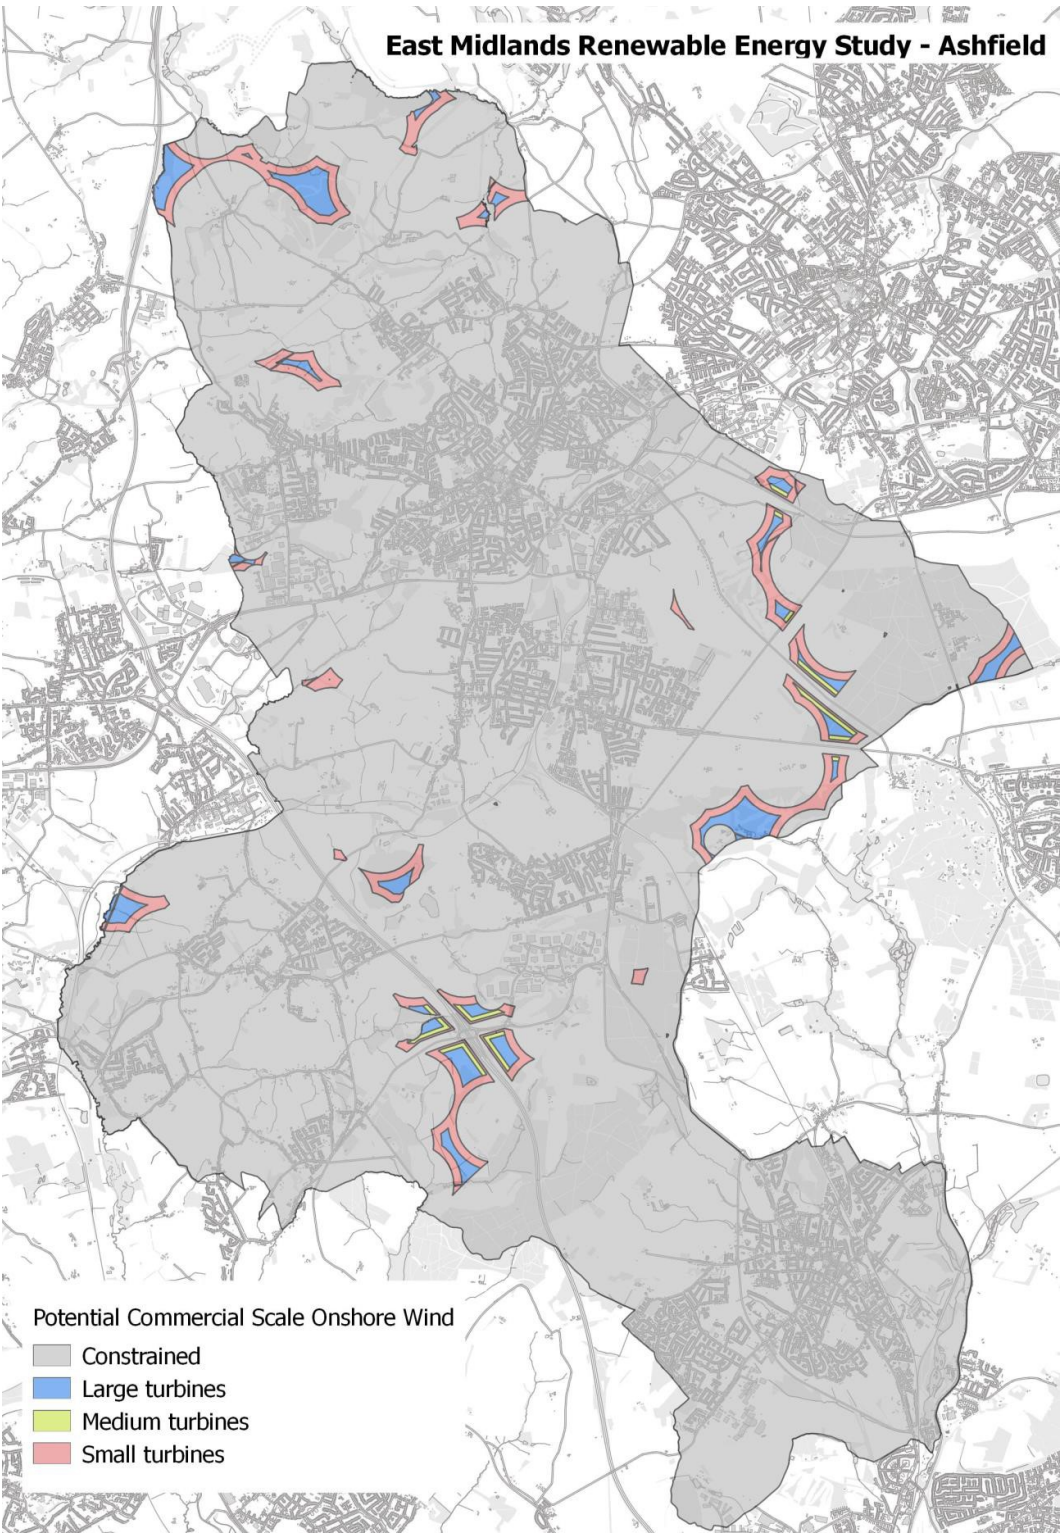 East Midlands Renewable Energy Study - Ashfield
Potential Commercial Scale Onshore Wind
Constrained
Large turbines
Medium turbines
Small turbines